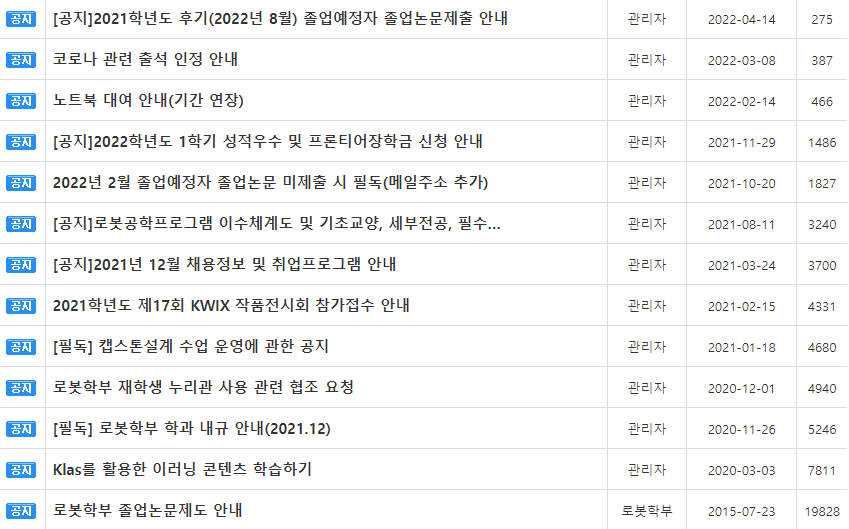 공지 [공지]2021학년도 후기(2022년 8월) 졸업예정자 졸업논문제출 안내 관리자 2022-04-14 275
공지 코로나 관련 출석 인정 안내 관리자 2022-03-08 387
공지 노트북 대여 안내(기간 연장) 관리자 2022-02-14 466
공지 [공지]2022학년도 1학기 성적우수 및 프론티어장학금 신청 안내 관리자 2021-11-29 1486
공지 2022년 2월 졸업예정자 졸업논문 미제출 시 필독(메일주소 추가) 관리자 2021-10-20 1827
공지 [공지]로봇공학프로그램 이수체계도 및 기초교양, 세부전공, 필수... 관리자 2021-08-11 3240
공지 [공지]2021년 12월 채용정보 및 취업프로그램 안내 관리자 2021-03-24 3700
공지 2021학년도 제17회 KWIX 작품전시회 참가접수 안내 관리자 2021-02-15 4331
공지 [필독] 캡스톤설계 수업 운영에 관한 공지 관리자 2021-01-18 4680
공지 로봇학부 재학생 누리관 사용 관련 협조 요청 관리자 2020-12-01 4940
공지 [필독] 로봇학부 학과 내규 안내(2021.12) 관리자 2020-11-26 5246
공지 Klas를 활용한 이러닝 콘텐츠 학습하기 관리자 2020-03-03 7811
공지 로봇학부 졸업논문제도 안내 로봇학부 2015-07-23 19828